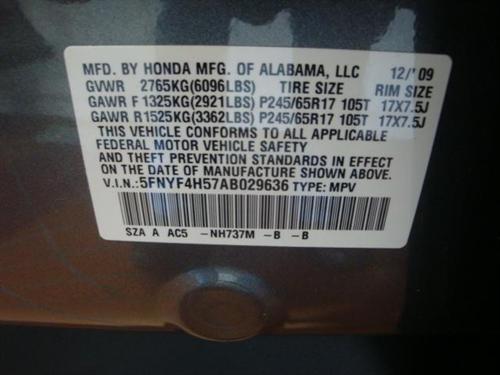 MFD. BY HONDA MFG. OF ALABAMA, LLC 12/'09
GVWR 2765KG(6096LBS) TIRE SIZE RIM SIZE
GAWR F 1325KG(2921LBS) P245/65R17 105T 17X7.5J
GAWR R 1525KG(3362LBS) P245/65R17 105T 17X7.5J
THIS VEHICLE CONFORMS TO ALL APPLICABLE
FEDERAL MOTOR VEHICLE SAFETY
AND THEFT PREVENTION STANDARDS IN EFFECT
ON THE DATE OF MANUFACTURE SHOWN ABOVE.
V.I.N.: 5FNYF4H57AB029636 TYPE: MPV
SZA A AC5 -NH737M -B -B